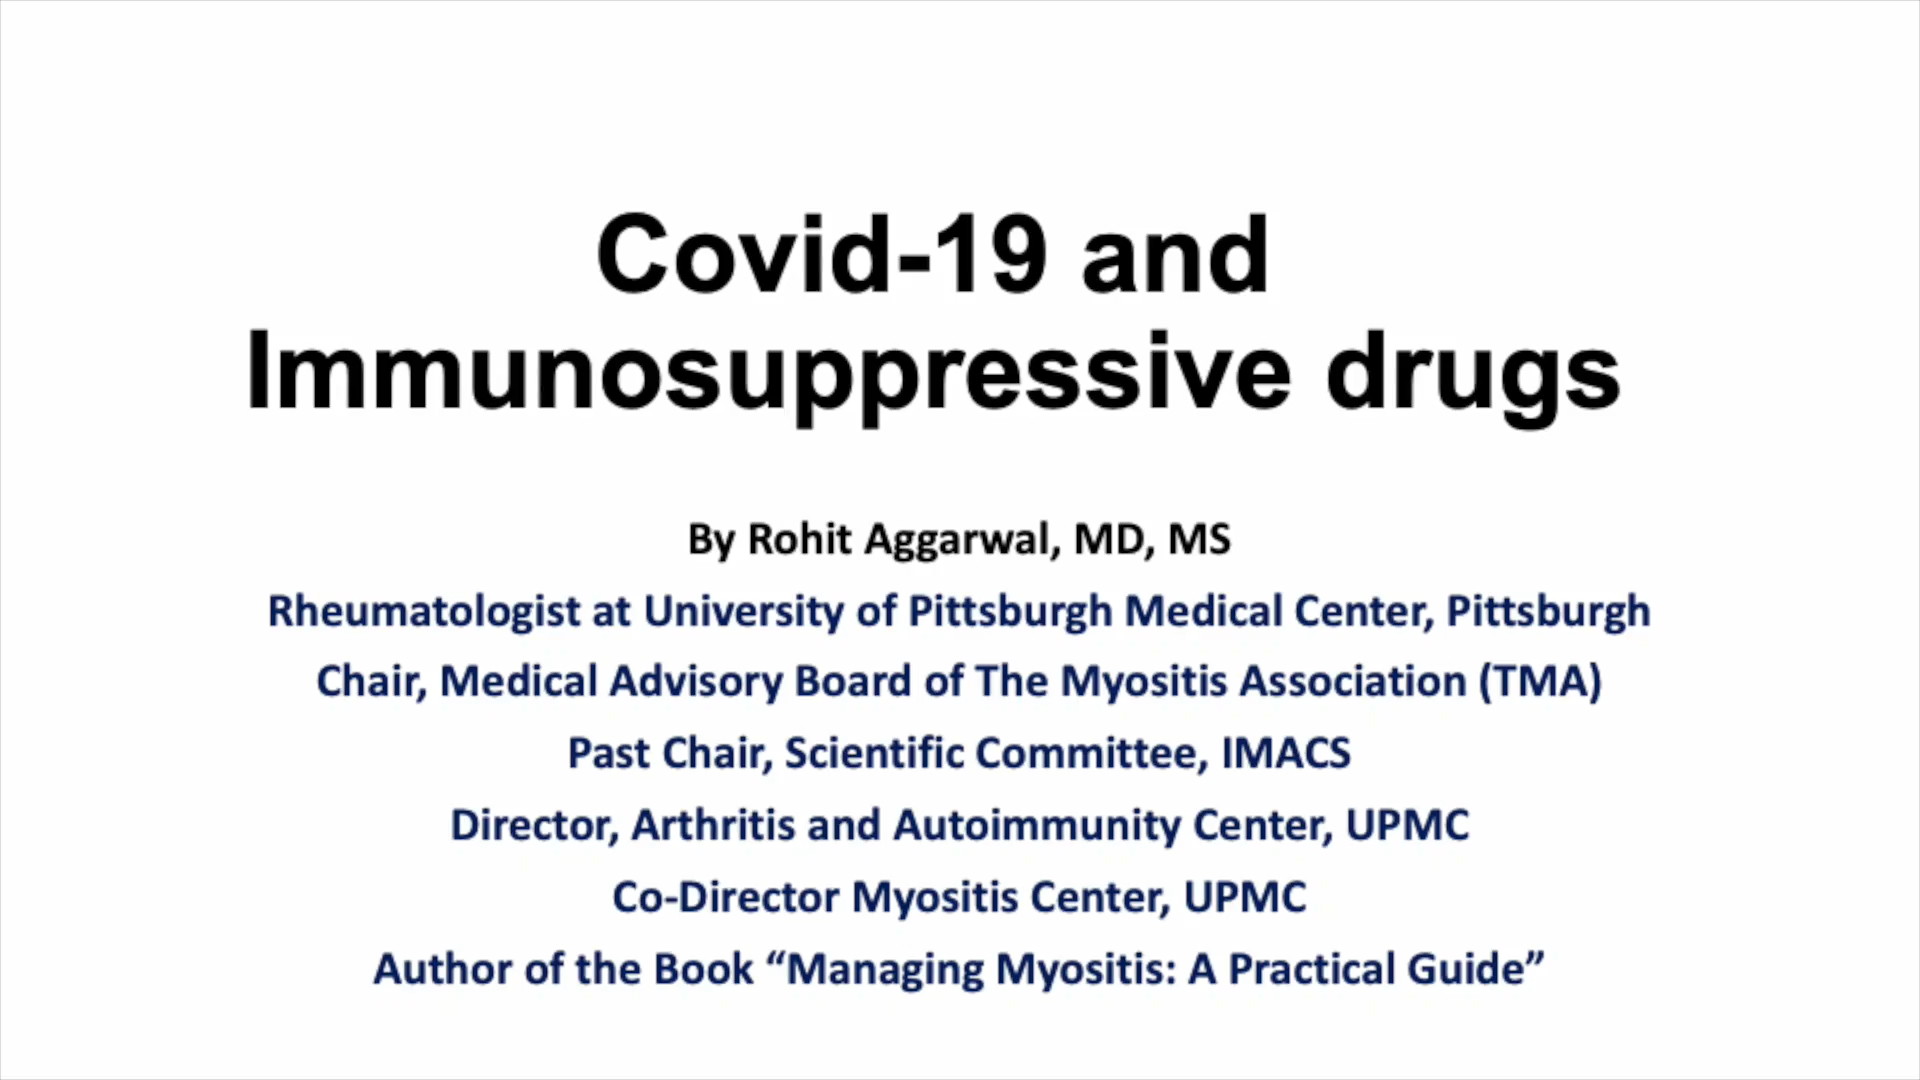 Covid-19 and
Immunosuppressive drugs
By Rohit Aggarwal, MD, MS
Rheumatologist at University of Pittsburgh Medical Center, Pittsburgh
Chair, Medical Advisory Board of The Myositis Association (TMA)
Past Chair, Scientific Committee, IMACS
Director, Arthritis and Autoimmunity Center, UPMC
Co-Director Myositis Center, UPMC
Author of the Book “Managing Myositis: A Practical Guide”